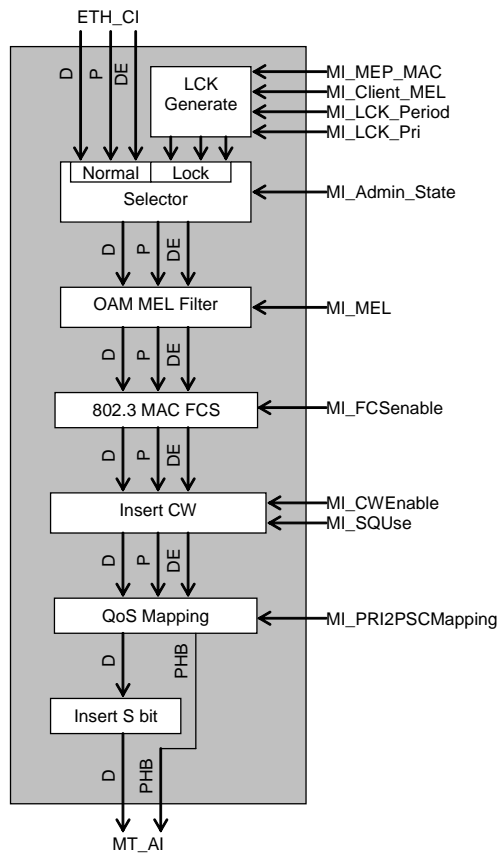 ETH_CI
D
P
DE
LCK
Generate
MI_MEP_MAC
MI_Client_MEL
MI_LCK_Period
MI_LCK_Pri
Normal
Lock
Selector
MI_Admin_State
D
P
DE
OAM MEL Filter
MI_MEL
D
P
DE
802.3 MAC FCS
MI_FCSenable
D
P
DE
Insert CW
MI_CWEnable
MI_SQUse
D
P
DE
QoS Mapping
MI_PRI2PSCMapping
D
PHB
Insert S bit
D
PHB
MT_AI